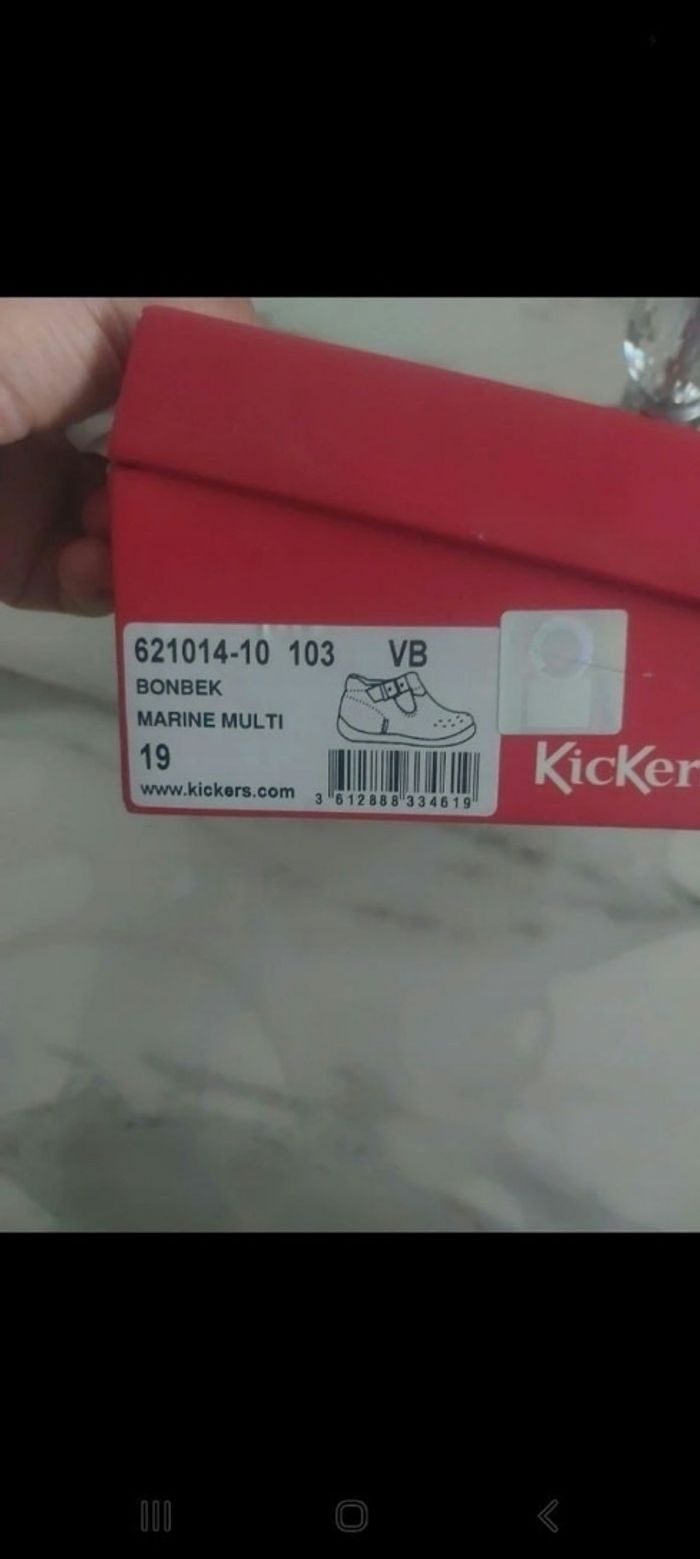 621014-10 103 VB
BONBEK
MARINE MULTI
19
www.kickers.com
3 612888 334619
KicKer